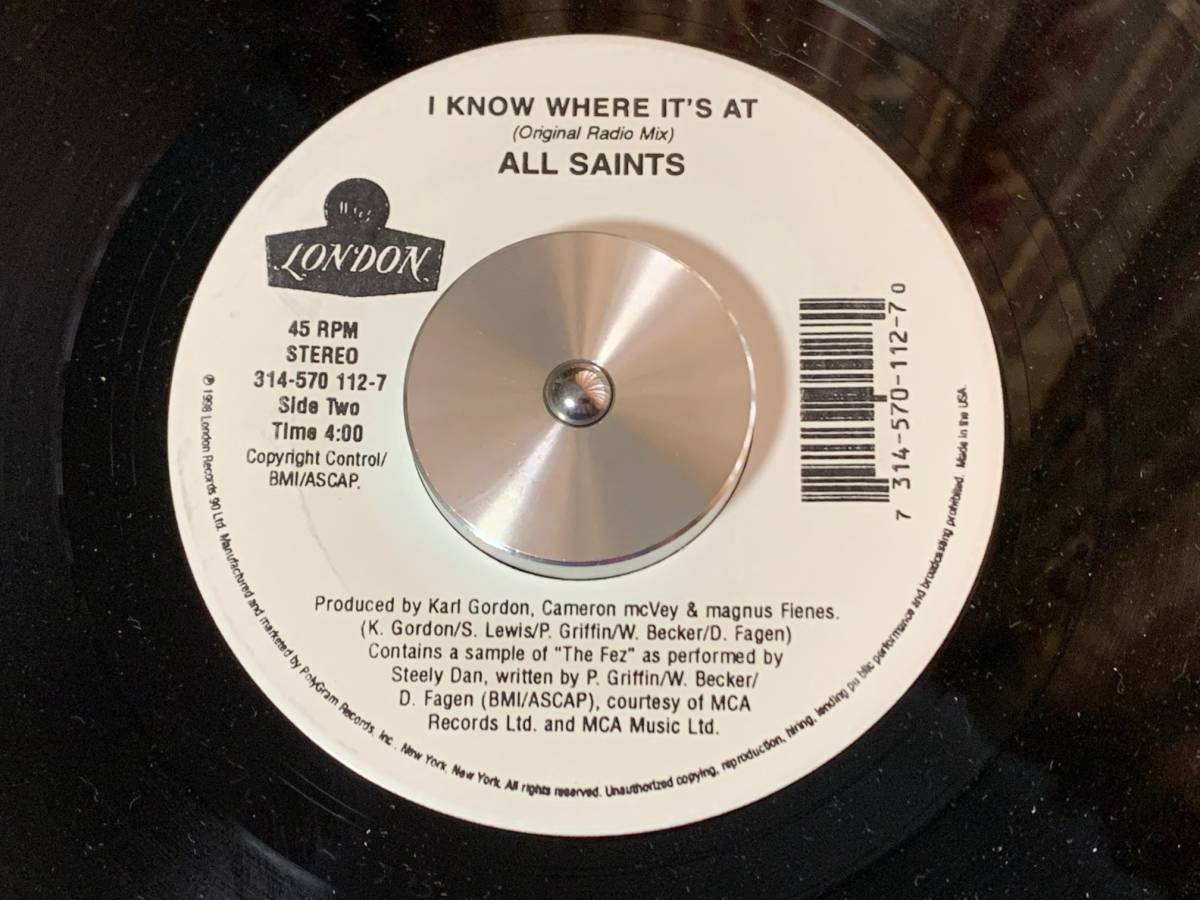 I KNOW WHERE IT'S AT
(Original Radio Mix)
ALL SAINTS
LONDON
45 RPM
STEREO
314-570 112-7
Side Two
Time 4:00
Copyright Control/
BMI/ASCAP.
7 314-570-112-7 0
Produced by Karl Gordon, Cameron mcVey & magnus Fienes.
(K. Gordon/S. Lewis/P. Griffin/W. Becker/D. Fagen)
Contains a sample of "The Fez" as performed by
Steely Dan, written by P. Griffin/W. Becker/
D. Fagen (BMI/ASCAP), courtesy of MCA
Records Ltd. and MCA Music Ltd.
℗ 1998 London Records 90 Ltd. Manufactured and marketed by PolyGram Records, Inc., New York, New York. All rights reserved. Unauthorized copying, reproduction, hiring, lending pu blic performance and broadcasting prohibited. Made in the USA.